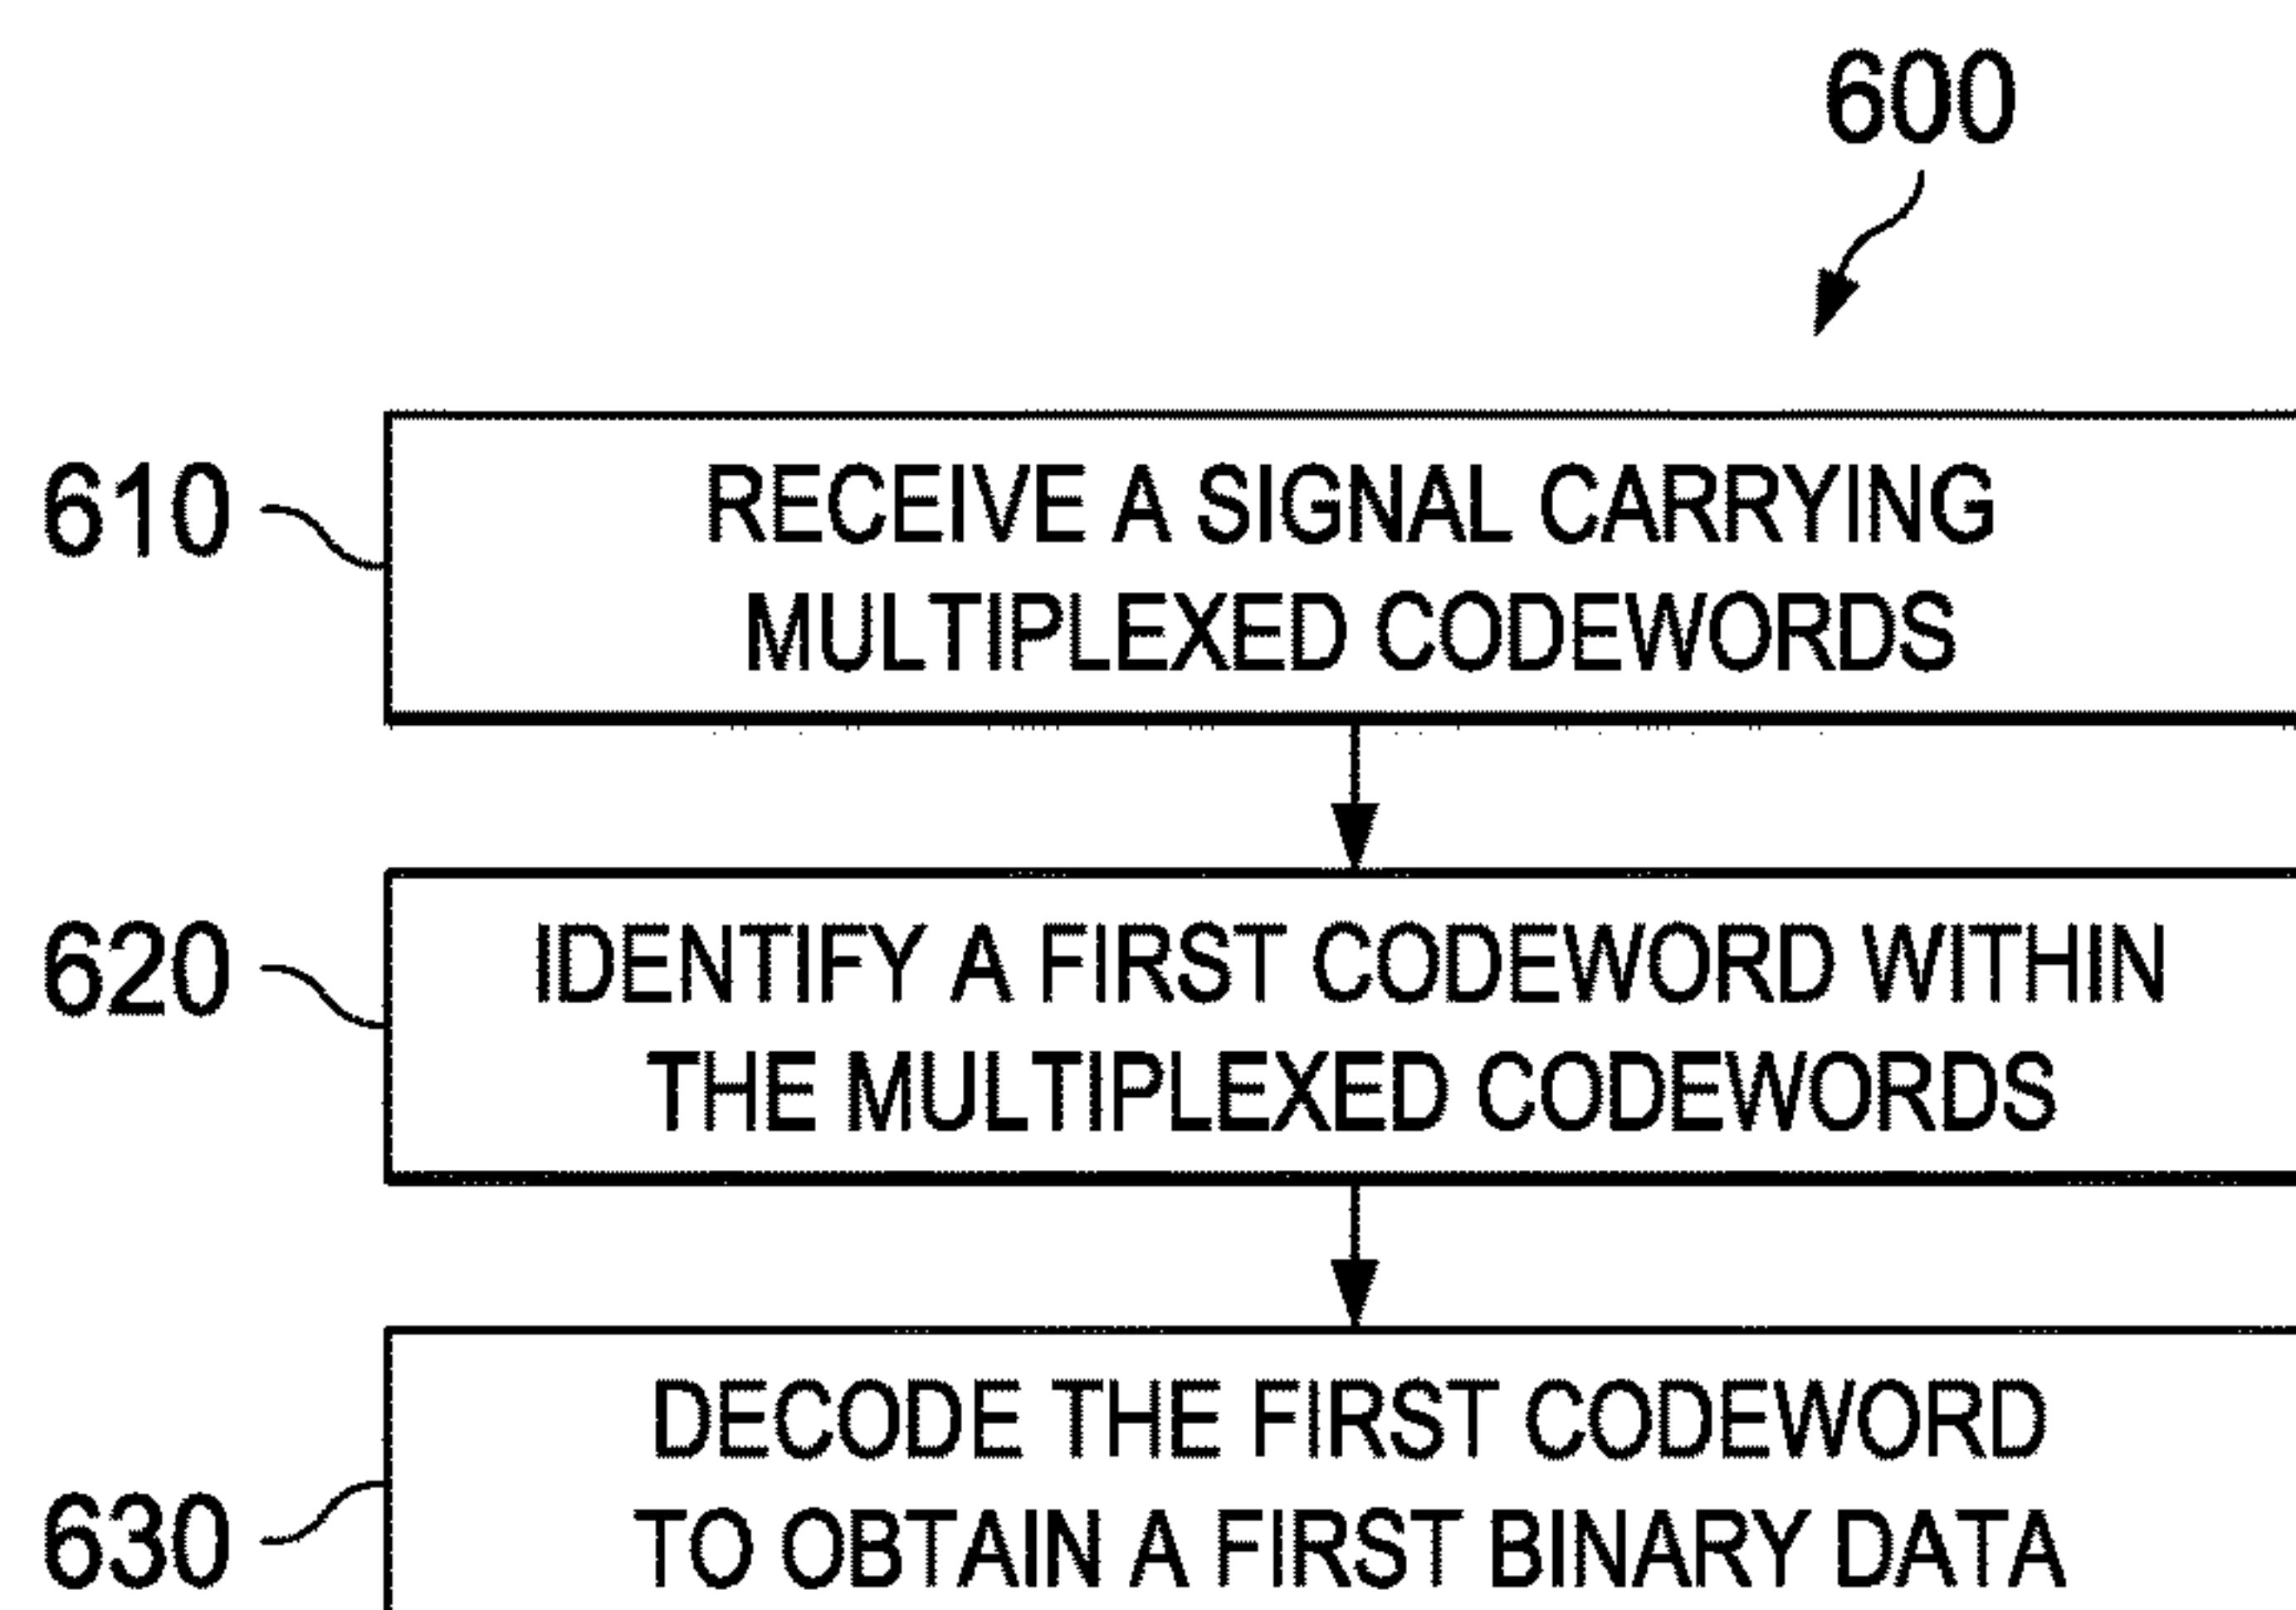 600
610
RECEIVE A SIGNAL CARRYING
MULTIPLEXED CODEWORDS
620
IDENTIFY A FIRST CODEWORD WITHIN
THE MULTIPLEXED CODEWORDS
DECODE THE FIRST CODEWORD
630
TO OBTAIN A FIRST BINARY DATA